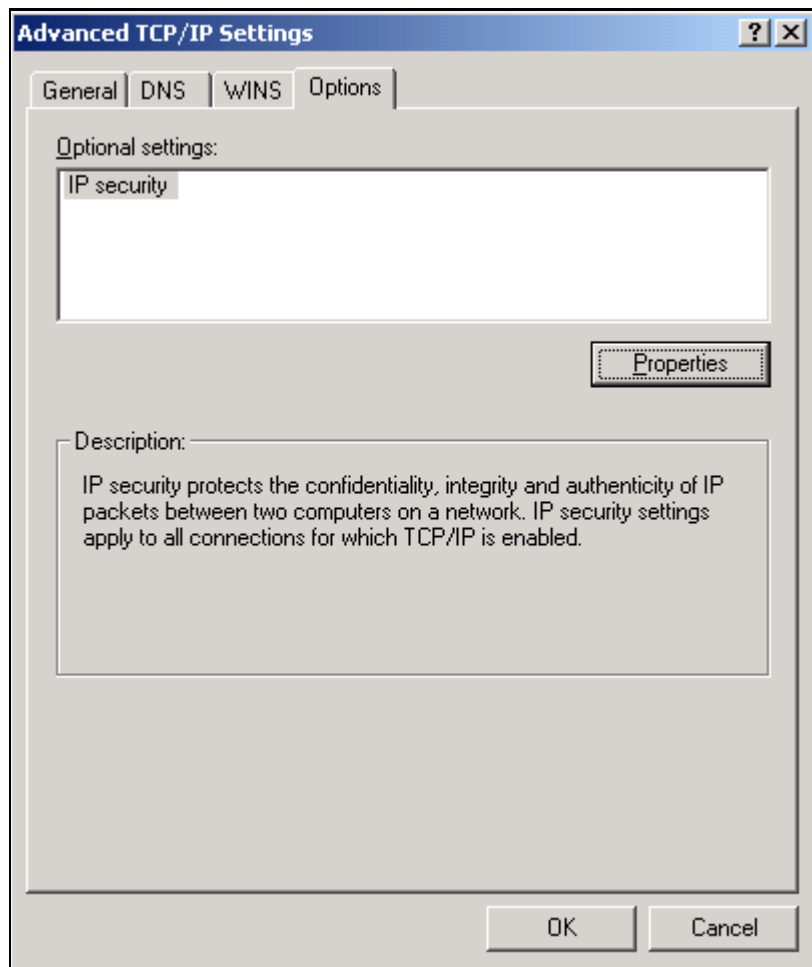 Advanced TCP/IP Settings
General
DNS
WINS
Options
Optional settings:
IP security
Properties
Description:
IP security protects the confidentiality, integrity and authenticity of IP
packets between two computers on a network. IP security settings
apply to all connections for which TCP/IP is enabled.
OK
Cancel